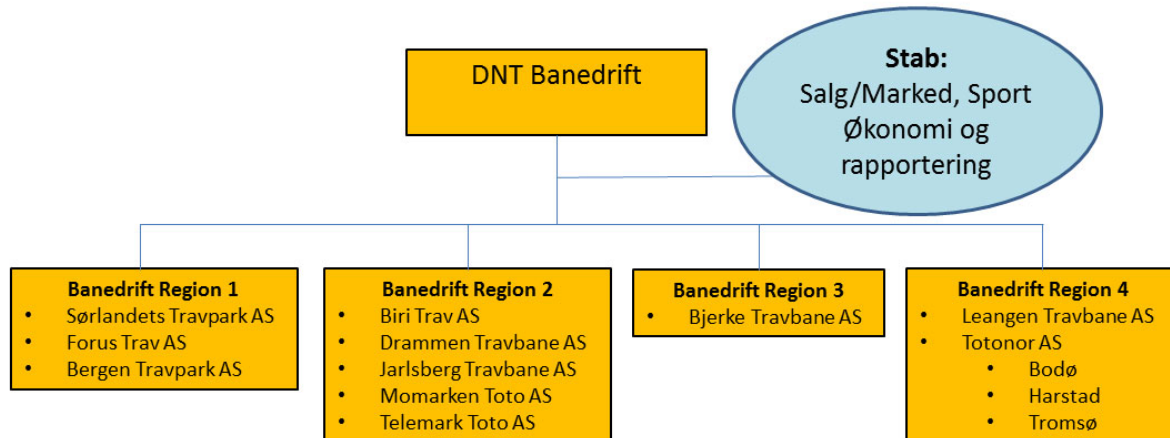 DNT Banedrift
Stab:
Salg/Marked, Sport
Økonomi og
rapportering
Banedrift Region 1
• Sørlandets Travpark AS
• Forus Trav AS
• Bergen Travpark AS
Banedrift Region 2
• Biri Trav AS
• Drammen Travbane AS
• Jarlsberg Travbane AS
• Momarken Toto AS
• Telemark Toto AS
Banedrift Region 3
• Bjerke Travbane AS
Banedrift Region 4
• Leangen Travbane AS
• Totonor AS
• Bodø
• Harstad
• Tromsø